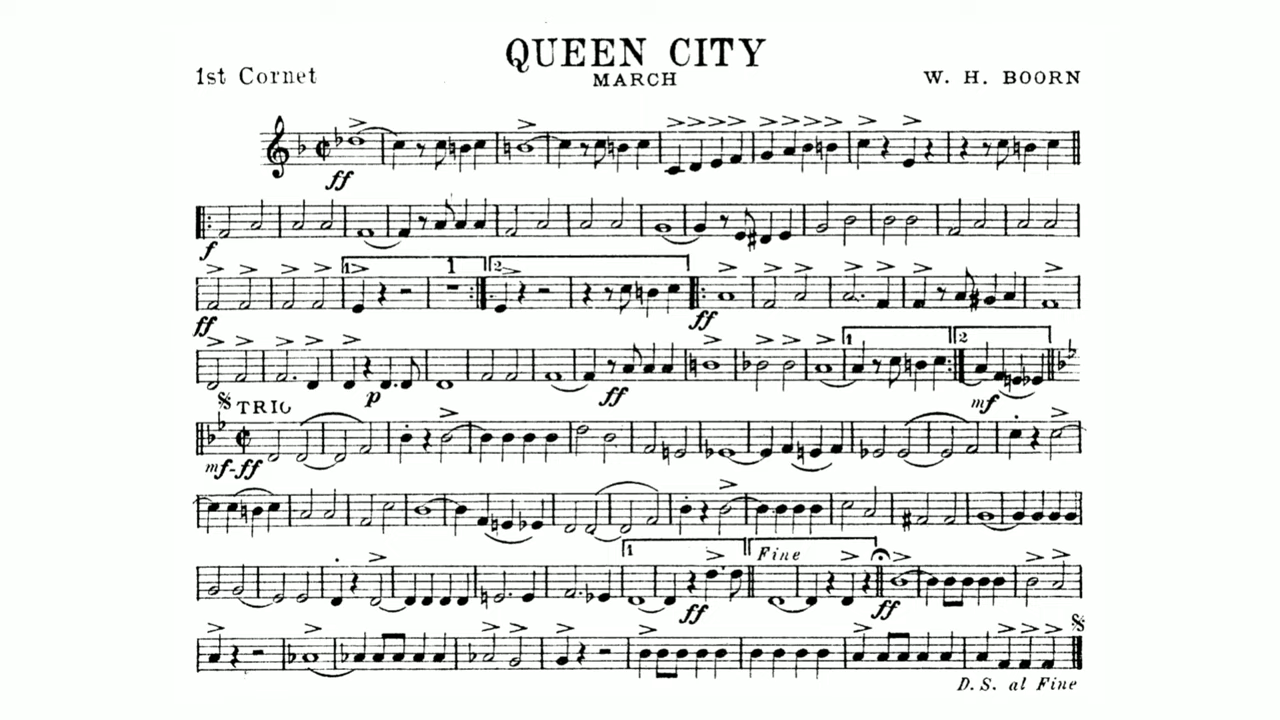 QUEEN CITY
MARCH
1st Cornet
W. H. BOORN
ff
f
1
1
2
ff
ff
p
ff
1
2
mf
TRIO
mf-ff
1
Fine
ff
ff
D.S. al Fine